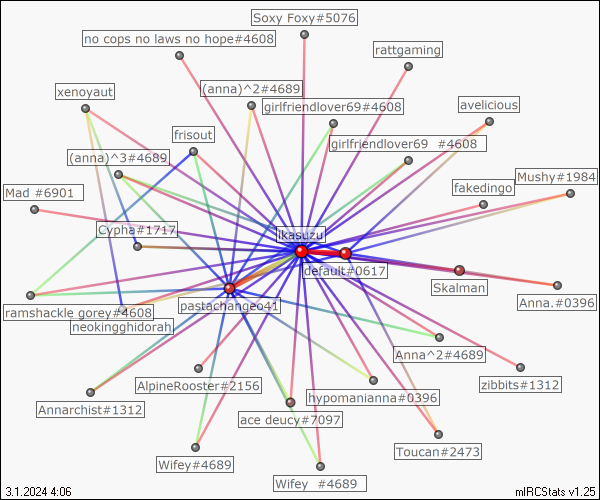 Soxy Foxy#5076
no cops no laws no hope#4608
rattgaming
xenoyaut
(anna)^2#4689
girlfriendlover69#4608
avelicious
frisout
girlfriendlover69  #4608
(anna)^3#4689
Mushy#1984
fakedingo
Mad #6901
Cypha#1717
ikasuzu
default#0617
Skalman
Anna.#0396
pastachangeo41
ramshackle gorey#4608
neokingghidorah
Anna^2#4689
AlpineRooster#2156
zibbits#1312
hypomanianna#0396
Annarchist#1312
ace deucy#7097
Toucan#2473
Wifey#4689
Wifey  #4689
3.1.2024 4:06
mIRCStats v1.25